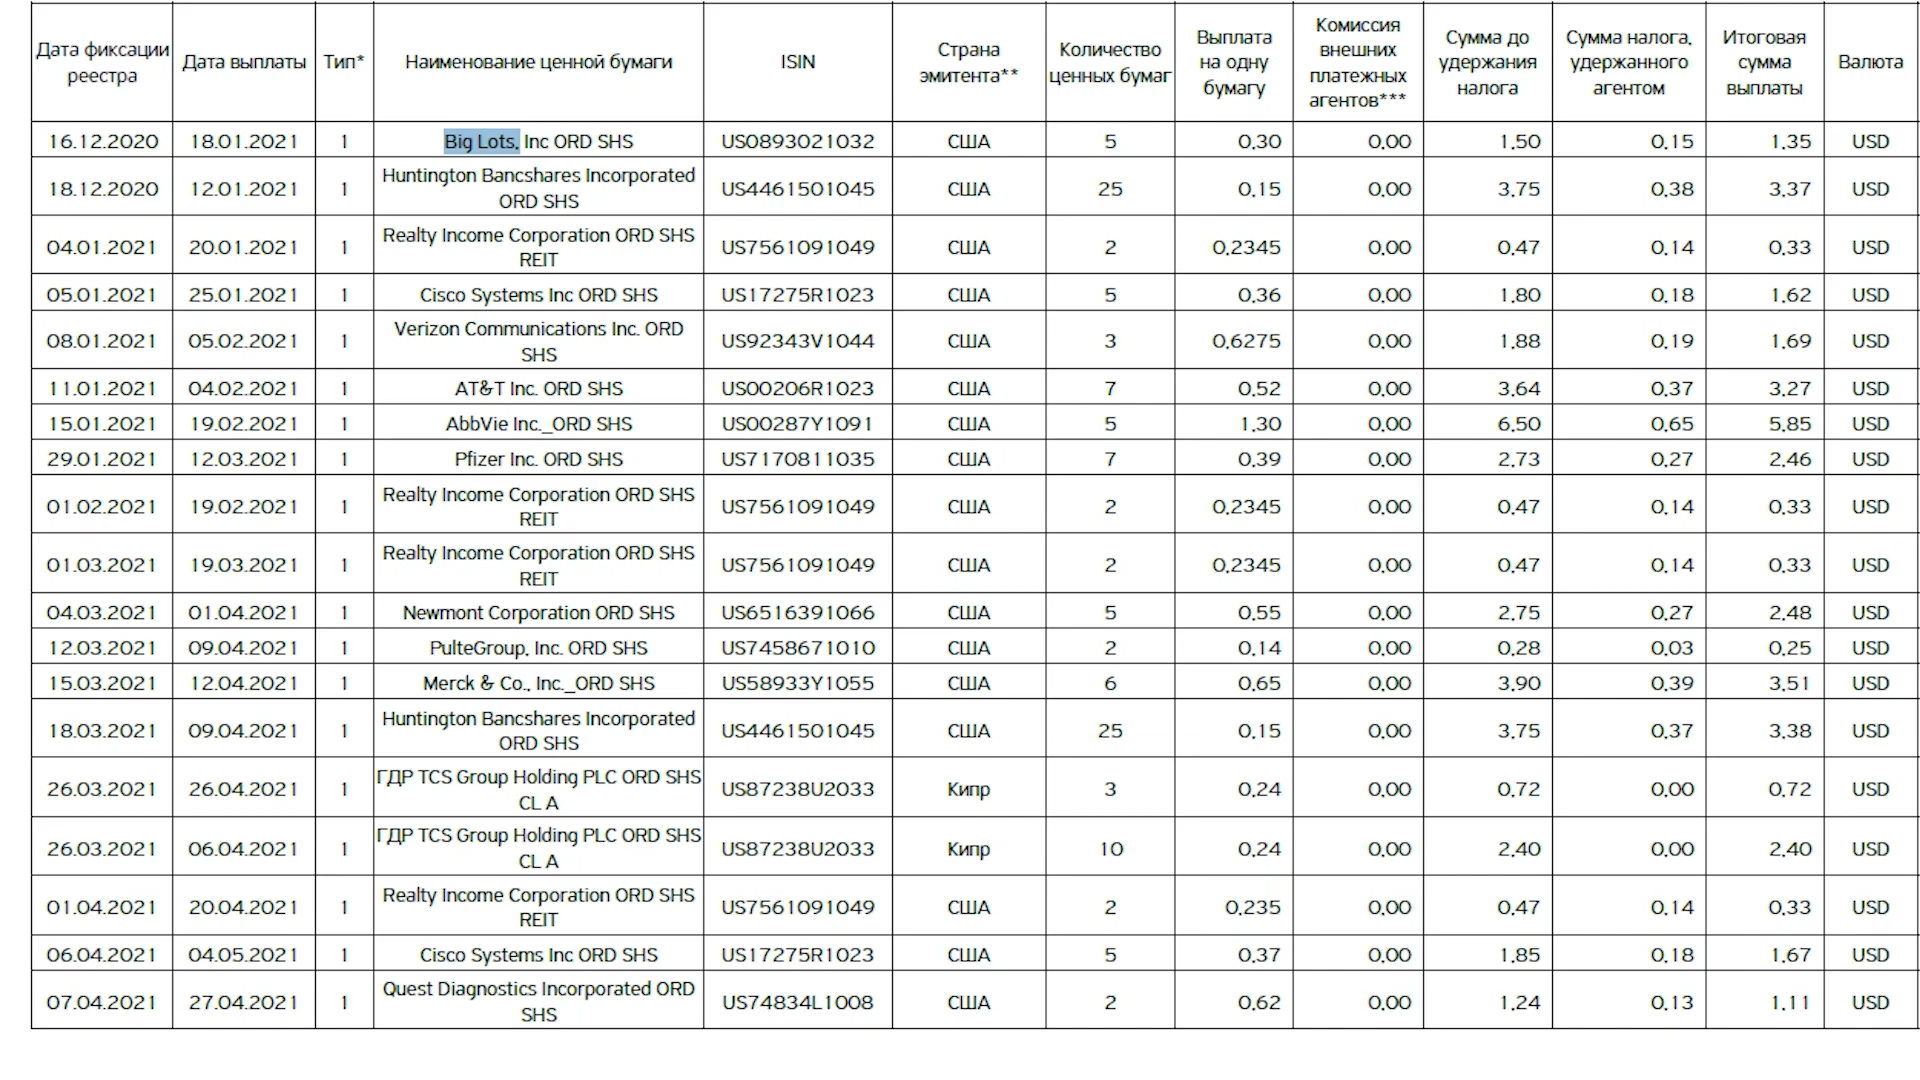 Дата фиксации реестра Дата выплаты Тип* Наименование ценной бумаги ISIN Страна эмитента** Количество ценных бумаг Выплата на одну бумагу Комиссия внешних платежных агентов*** Сумма до удержания налога Сумма налога, удержанного агентом Итоговая сумма выплаты Валюта
16.12.2020 18.01.2021 1 Big Lots, Inc ORD SHS US0893021032 США 5 0,30 0,00 1,50 0,15 1,35 USD
18.12.2020 12.01.2021 1 Huntington Bancshares Incorporated ORD SHS US4461501045 США 25 0,15 0,00 3,75 0,38 3,37 USD
04.01.2021 20.01.2021 1 Realty Income Corporation ORD SHS REIT US7561091049 США 2 0,2345 0,00 0,47 0,14 0,33 USD
05.01.2021 25.01.2021 1 Cisco Systems Inc ORD SHS US17275R1023 США 5 0,36 0,00 1,80 0,18 1,62 USD
08.01.2021 05.02.2021 1 Verizon Communications Inc. ORD SHS US92343V1044 США 3 0,6275 0,00 1,88 0,19 1,69 USD
11.01.2021 04.02.2021 1 AT&T Inc. ORD SHS US00206R1023 США 7 0,52 0,00 3,64 0,37 3,27 USD
15.01.2021 19.02.2021 1 AbbVie Inc._ORD SHS US00287Y1091 США 5 1,30 0,00 6,50 0,65 5,85 USD
29.01.2021 12.03.2021 1 Pfizer Inc. ORD SHS US7170811035 США 7 0,39 0,00 2,73 0,27 2,46 USD
01.02.2021 19.02.2021 1 Realty Income Corporation ORD SHS REIT US7561091049 США 2 0,2345 0,00 0,47 0,14 0,33 USD
01.03.2021 19.03.2021 1 Realty Income Corporation ORD SHS REIT US7561091049 США 2 0,2345 0,00 0,47 0,14 0,33 USD
04.03.2021 01.04.2021 1 Newmont Corporation ORD SHS US6516391066 США 5 0,55 0,00 2,75 0,27 2,48 USD
12.03.2021 09.04.2021 1 PulteGroup, Inc. ORD SHS US7458671010 США 2 0,14 0,00 0,28 0,03 0,25 USD
15.03.2021 12.04.2021 1 Merck & Co., Inc._ORD SHS US58933Y1055 США 6 0,65 0,00 3,90 0,39 3,51 USD
18.03.2021 09.04.2021 1 Huntington Bancshares Incorporated ORD SHS US4461501045 США 25 0,15 0,00 3,75 0,37 3,38 USD
26.03.2021 26.04.2021 1 ГДР TCS Group Holding PLC ORD SHS CL A US87238U2033 Кипр 3 0,24 0,00 0,72 0,00 0,72 USD
26.03.2021 06.04.2021 1 ГДР TCS Group Holding PLC ORD SHS CL A US87238U2033 Кипр 10 0,24 0,00 2,40 0,00 2,40 USD
01.04.2021 20.04.2021 1 Realty Income Corporation ORD SHS REIT US7561091049 США 2 0,235 0,00 0,47 0,14 0,33 USD
06.04.2021 04.05.2021 1 Cisco Systems Inc ORD SHS US17275R1023 США 5 0,37 0,00 1,85 0,18 1,67 USD
07.04.2021 27.04.2021 1 Quest Diagnostics Incorporated ORD SHS US74834L1008 США 2 0,62 0,00 1,24 0,13 1,11 USD